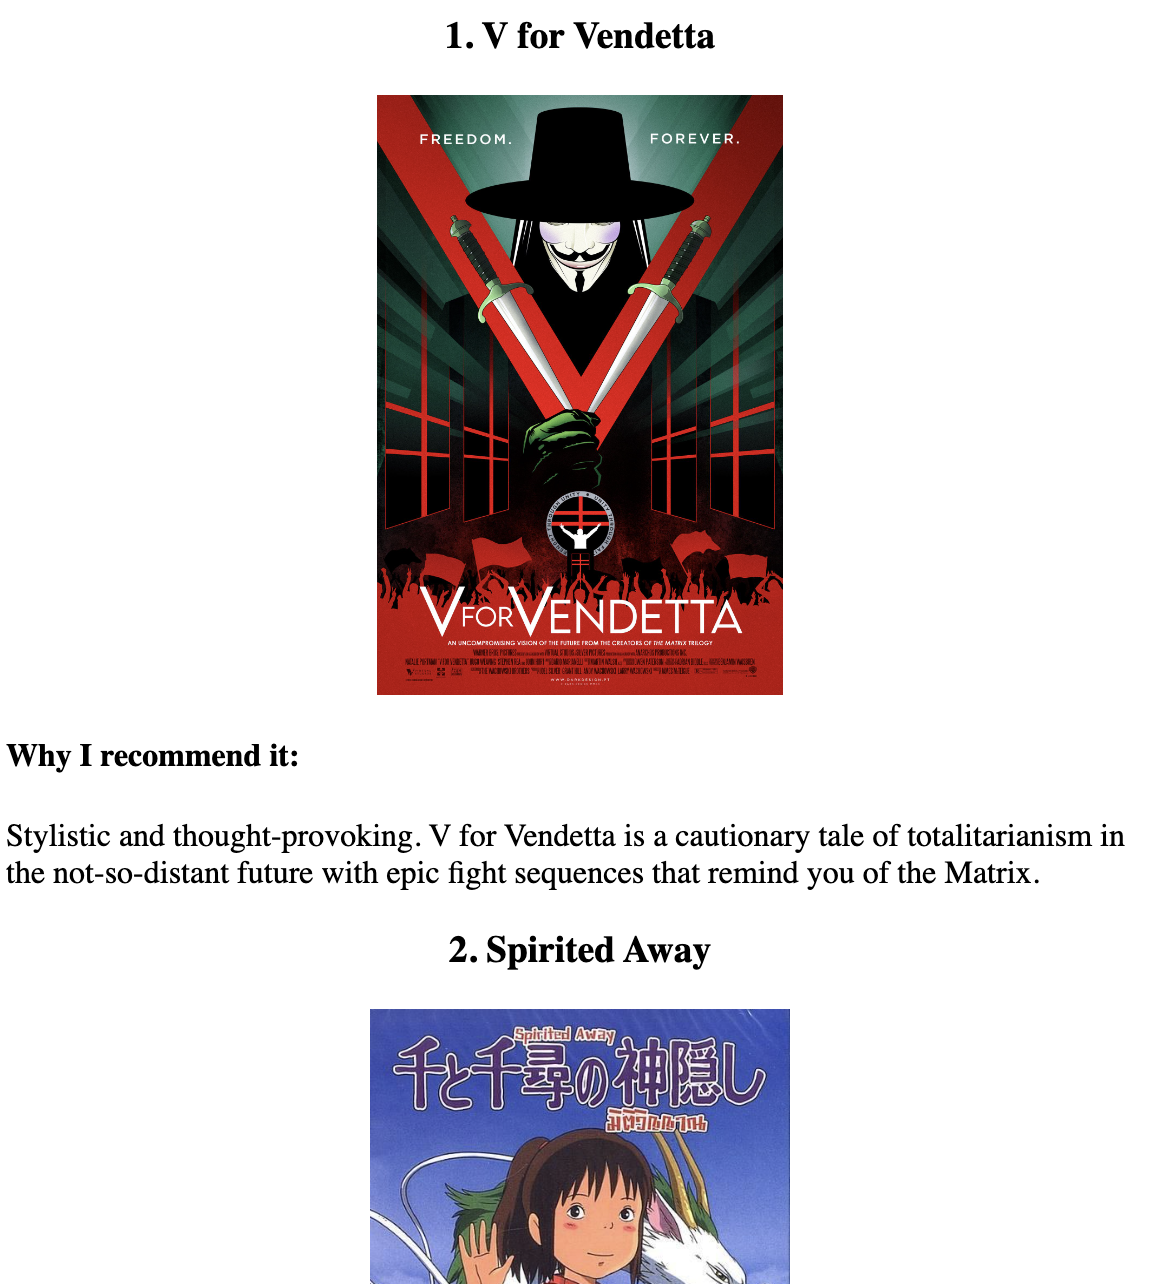 1. V for Vendetta
FREEDOM. FOREVER.
V FOR VENDETTA
AN UNCOMPROMISING VISION OF THE FUTURE FROM THE CREATORS OF THE MATRIX TRILOGY
Why I recommend it:
Stylistic and thought-provoking. V for Vendetta is a cautionary tale of totalitarianism in
the not-so-distant future with epic fight sequences that remind you of the Matrix.
2. Spirited Away
Spirited Away
千と千尋の神隠し
มิติวิญญาณ